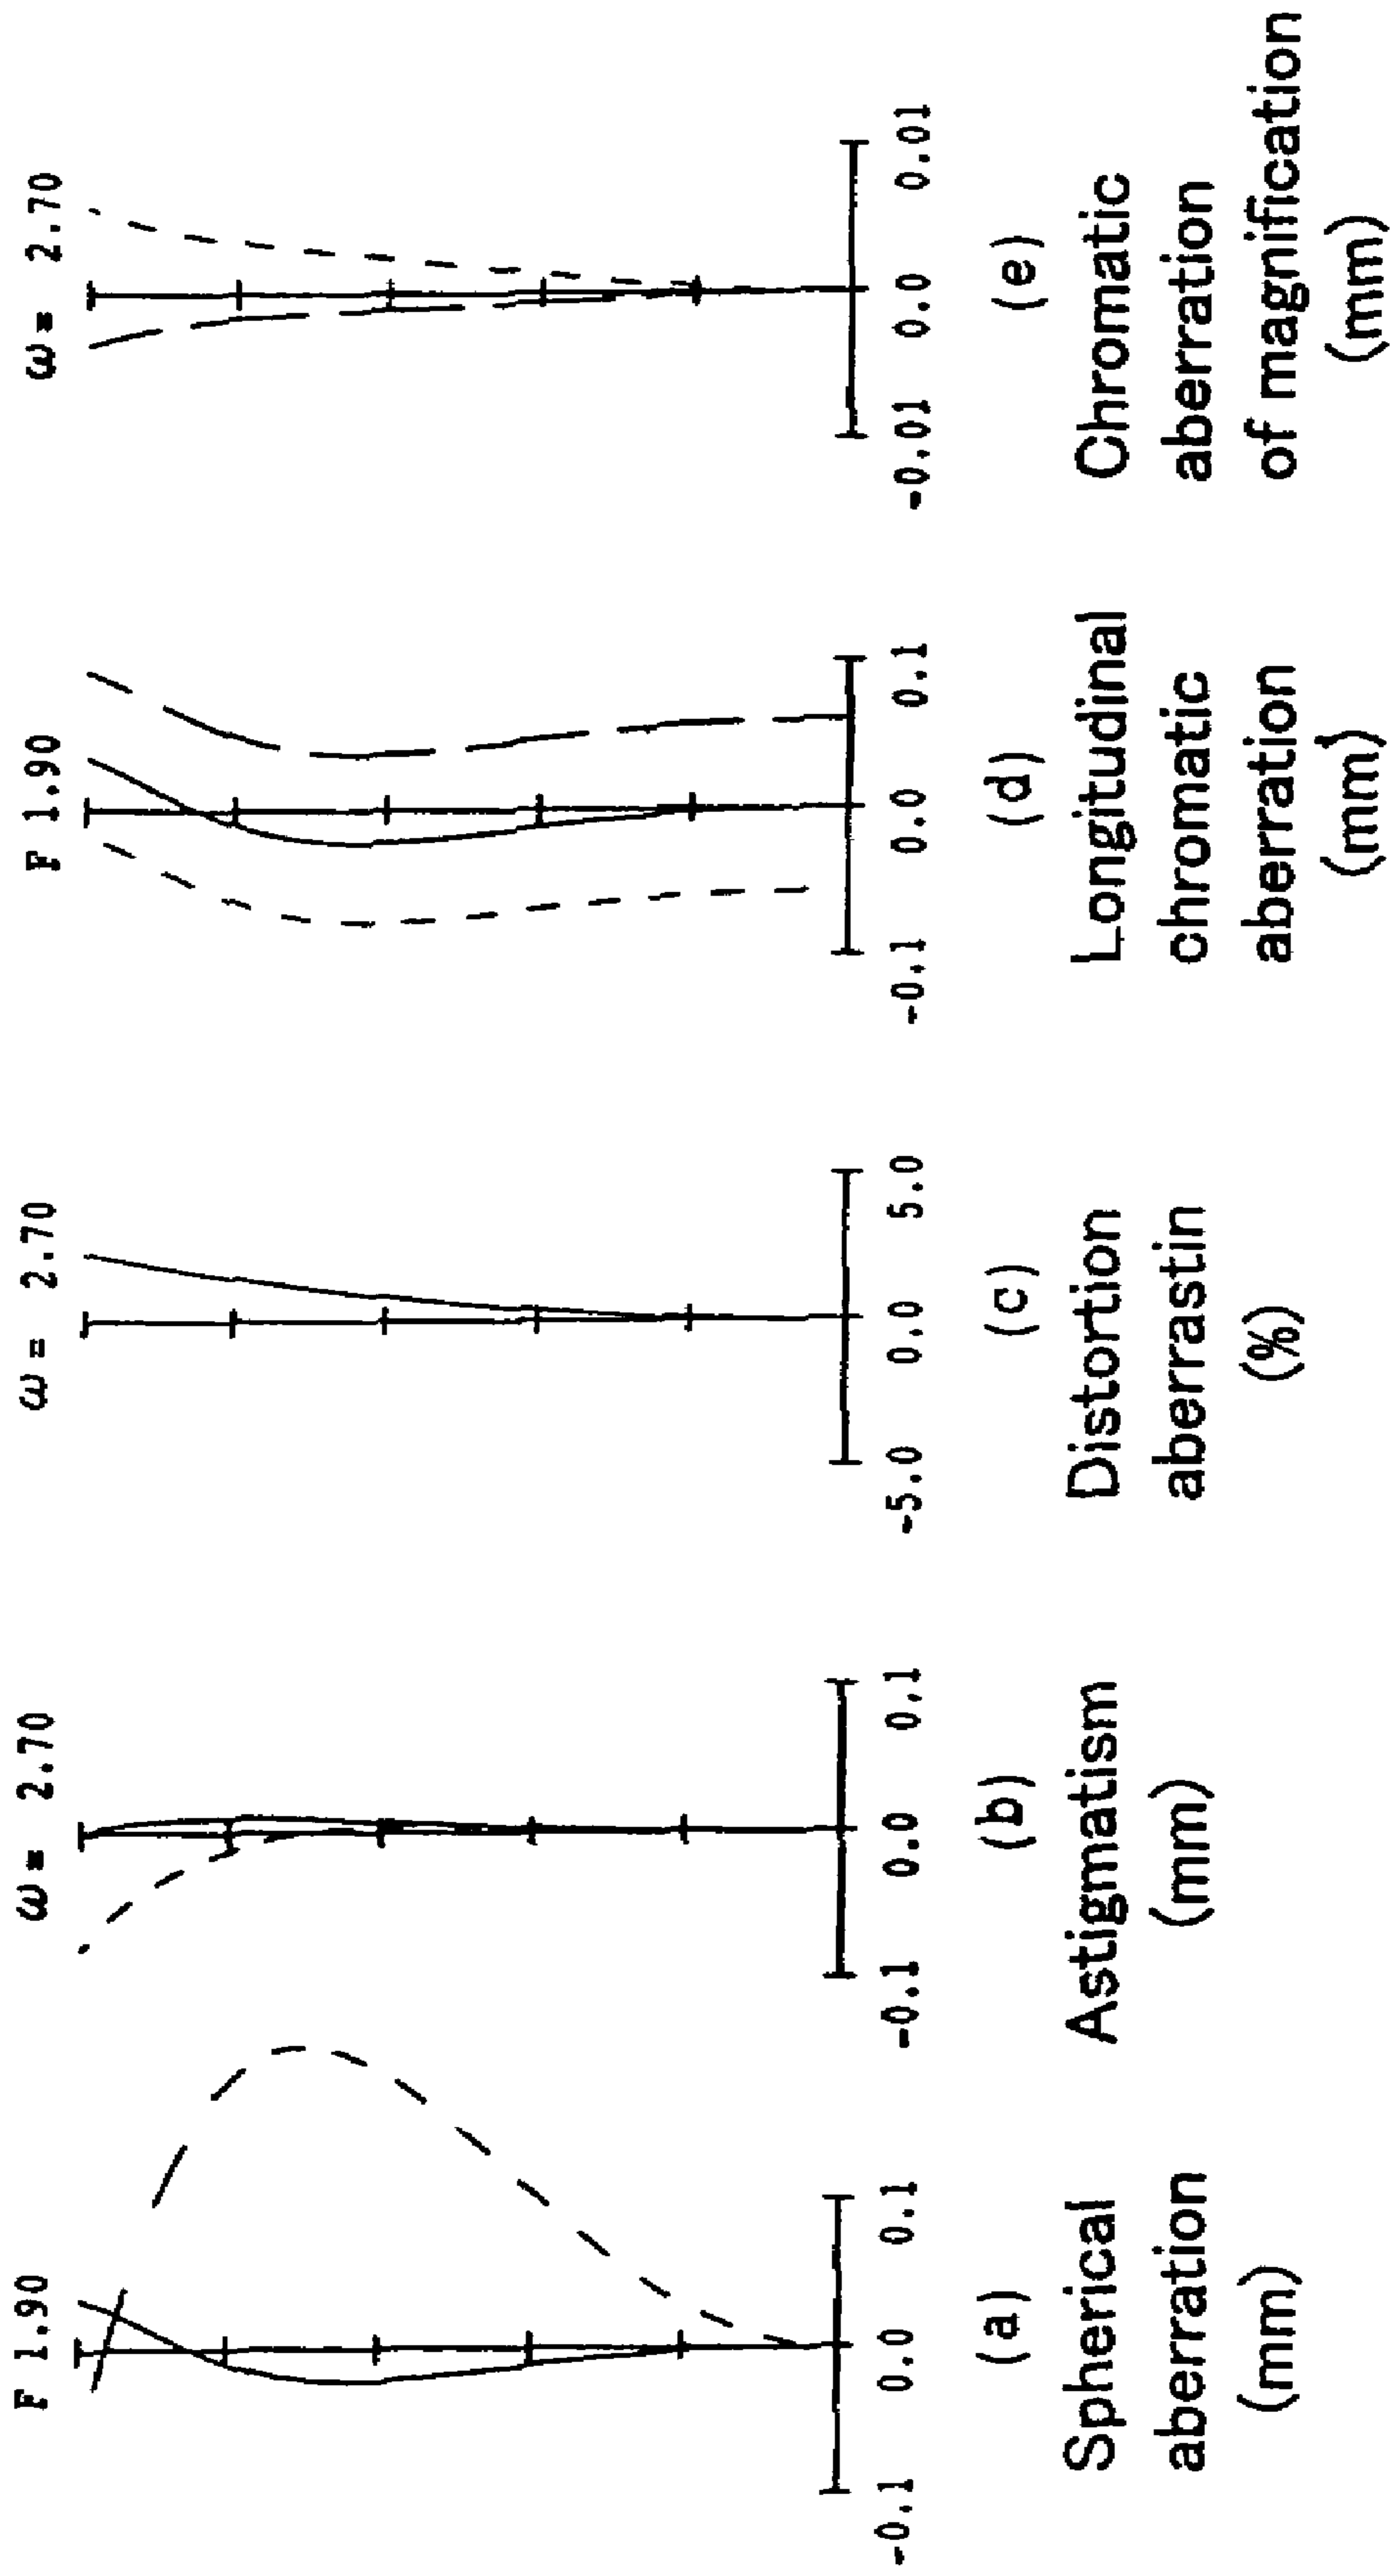 F 1.90
-0.1 0.0 0.1
(a)
Spherical
aberration
(mm)
ω = 2.70
-0.1 0.0 0.1
(b)
Astigmatism
(mm)
ω = 2.70
-5.0 0.0 5.0
(c)
Distortion
aberrastin
(%)
F 1.90
-0.1 0.0 0.1
(d)
Longitudinal
chromatic
aberration
(mm)
ω = 2.70
-0.01 0.0 0.01
(e)
Chromatic
aberration
of magnification
(mm)